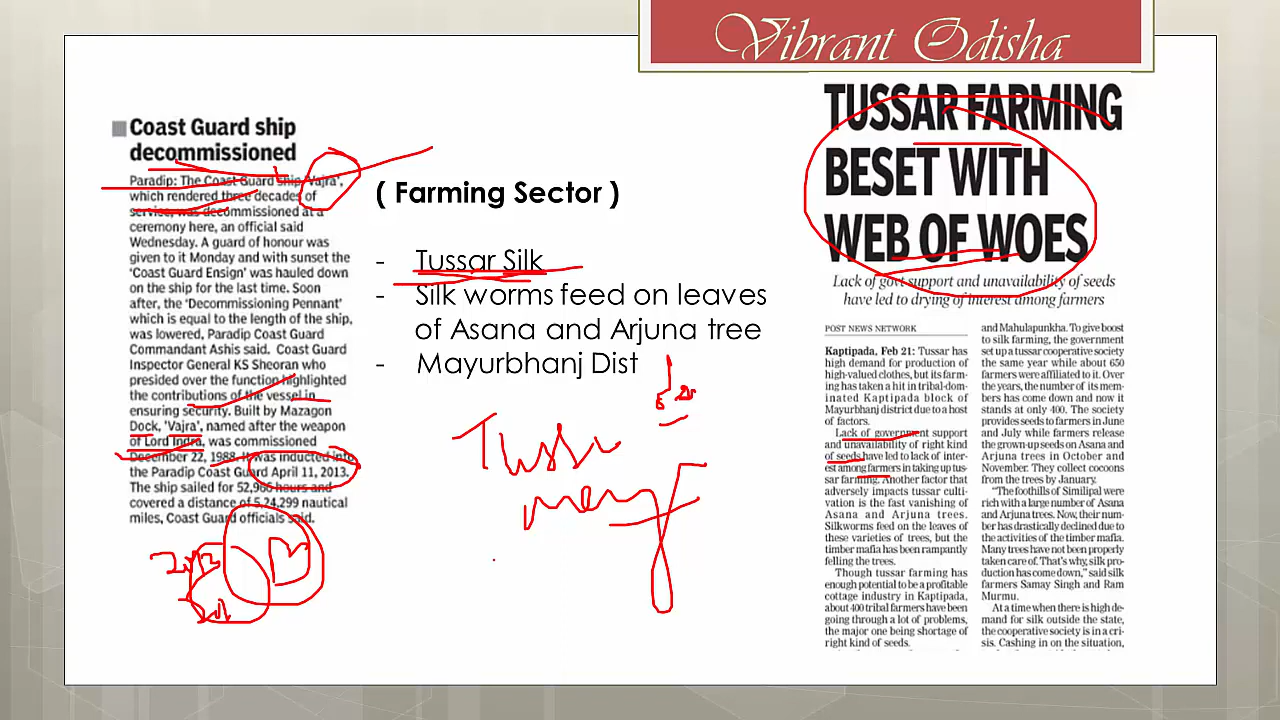 Vibrant Odisha
Coast Guard ship
decommissioned
Paradip: The Coast Guard ship 'Vajra',
which rendered three decades of
service, was decommissioned at a
ceremony here, an official said
Wednesday. A guard of honour was
given to it Monday and with sunset the
'Coast Guard Ensign' was hauled down
on the ship for the last time. Soon
after, the 'Decommissioning Pennant'
which is equal to the length of the ship,
was lowered, Paradip Coast Guard
Commandant Ashis said. Coast Guard
Inspector General KS Sheoran who
presided over the function highlighted
the contributions of the vessel in
ensuring security. Built by Mazagon
Dock, 'Vajra', named after the weapon
of Lord Indra, was commissioned
December 22, 1988. It was inducted into
the Paradip Coast Guard April 11, 2013.
The ship sailed for 52,966 hours and
covered a distance of 5,24,299 nautical
miles, Coast Guard officials said.
( Farming Sector )
- Tussar Silk
- Silk worms feed on leaves
of Asana and Arjuna tree
- Mayurbhanj Dist
Tussu
TUSSAR FARMING
BESET WITH
WEB OF WOES
Lack of govt support and unavailability of seeds
have led to drying of interest among farmers
POST NEWS NETWORK
Kaptipada, Feb 21: Tussar has
high demand for production of
high-valued clothes, but its farm-
ing has taken a hit in tribal-dom-
inated Kaptipada block of
Mayurbhanj district due to a host
of factors.
Lack of government support
and unavailability of right kind
of seeds have led to lack of inter-
est among farmers in taking up tus-
sar farming. Another factor that
adversely impacts tussar culti-
vation is the fast vanishing of
Asana and Arjuna trees.
Silkworms feed on the leaves of
these varieties of trees, but the
timber mafia has been rampantly
felling the trees.
Though tussar farming has
enough potential to be a profitable
cottage industry in Kaptipada,
about 400 tribal farmers have been
going through a lot of problems,
the major one being shortage of
right kind of seeds.
and Mahulapunkha. To give boost
to silk farming, the government
set up a tussar cooperative society
the same year while about 650
farmers were affiliated to it. Over
the years, the number of its mem-
bers has come down and now it
stands at only 400. The society
provides seeds to farmers in June
and July while farmers release
the grown-up seeds on Asana and
Arjuna trees in October and
November. They collect cocoons
from the trees by January.
"The foothills of Similipal were
rich with a large number of Asana
and Arjuna trees. Now, their num-
ber has drastically declined due to
the activities of the timber mafia.
Many trees have not been properly
taken care of. That's why, silk pro-
duction has come down," said silk
farmers Samay Singh and Ram
Murmu.
At a time when there is high de-
mand for silk outside the state,
the cooperative society is in a cri-
sis. Cashing in on the situation,